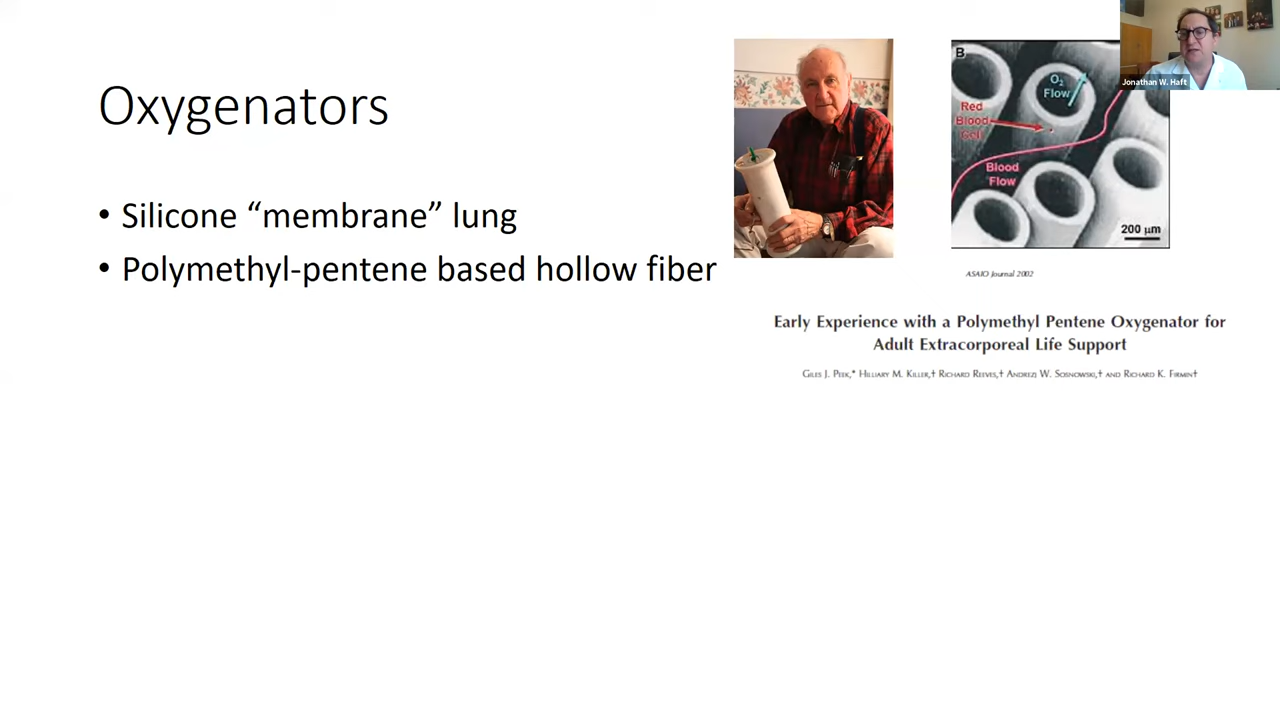 Oxygenators
• Silicone “membrane” lung
• Polymethyl-pentene based hollow fiber
B
O₂
Flow
Red
Blood
Cell
Blood
Flow
200 μm
Jonathan W. Haft
ASAIO Journal 2002
Early Experience with a Polymethyl Pentene Oxygenator for
Adult Extracorporeal Life Support
Giles J. Peek,* Hilliary M. Killer,† Richard Reeves,† Andrezj W. Sosnowski,† and Richard K. Firmin†